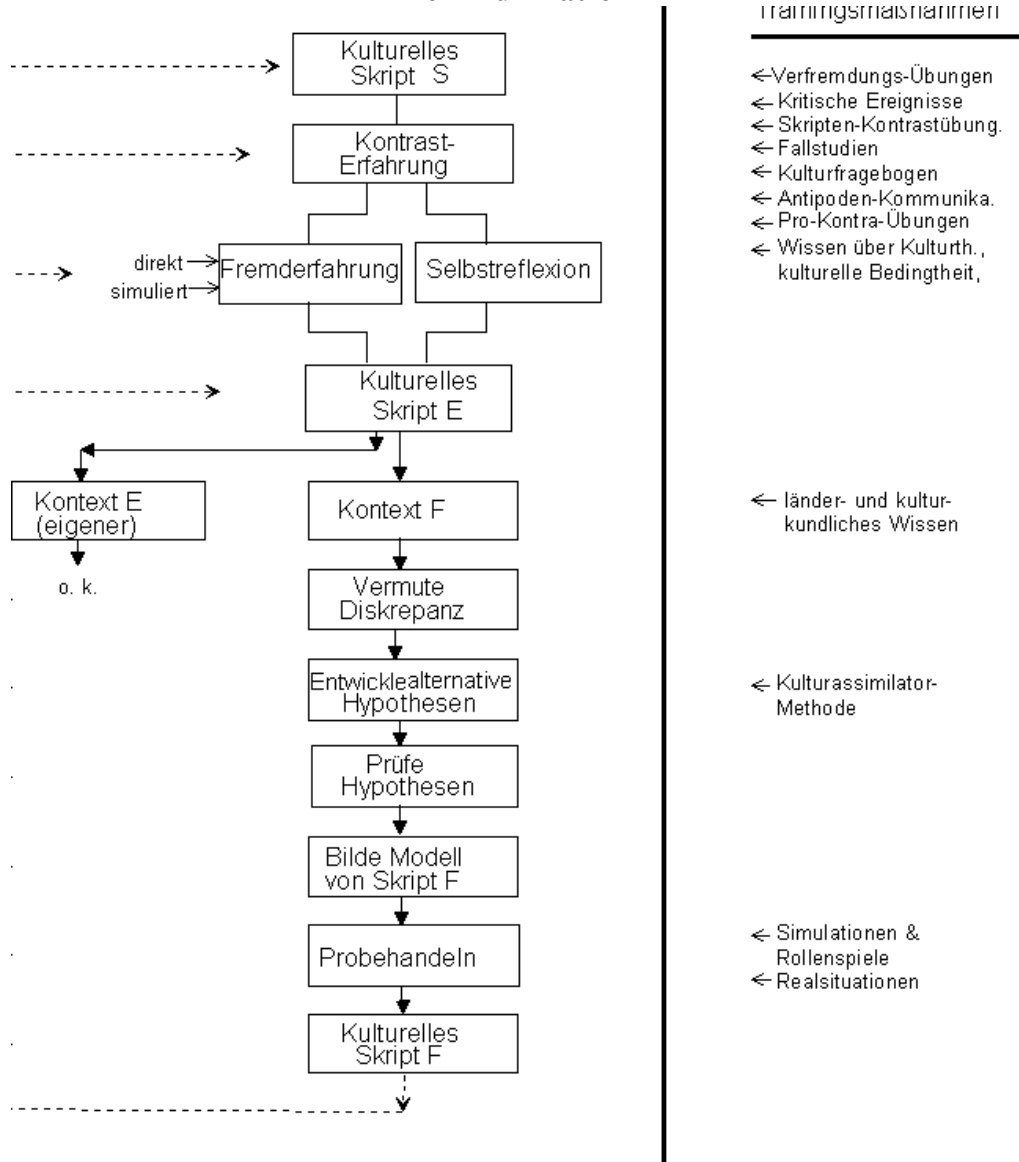 Trainingsmaßnahmen
Kulturelles
Skript S
Kontrast-
Erfahrung
direkt
simuliert
Fremderfahrung
Selbstreflexion
Kulturelles
Skript E
Kontext E
(eigener)
o. k.
Kontext F
Vermute
Diskrepanz
Entwicklealternative
Hypothesen
Prüfe
Hypothesen
Bilde Modell
von Skript F
Probehandeln
Kulturelles
Skript F
Verfremdungs-Übungen
Kritische Ereignisse
Skripten-Kontrastübung.
Fallstudien
Kulturfragebogen
Antipoden-Kommunika.
Pro-Kontra-Übungen
Wissen über Kulturth.,
kulturelle Bedingtheit,
länder- und kultur-
kundliches Wissen
Kulturassimilator-
Methode
Simulationen &
Rollenspiele
Realsituationen